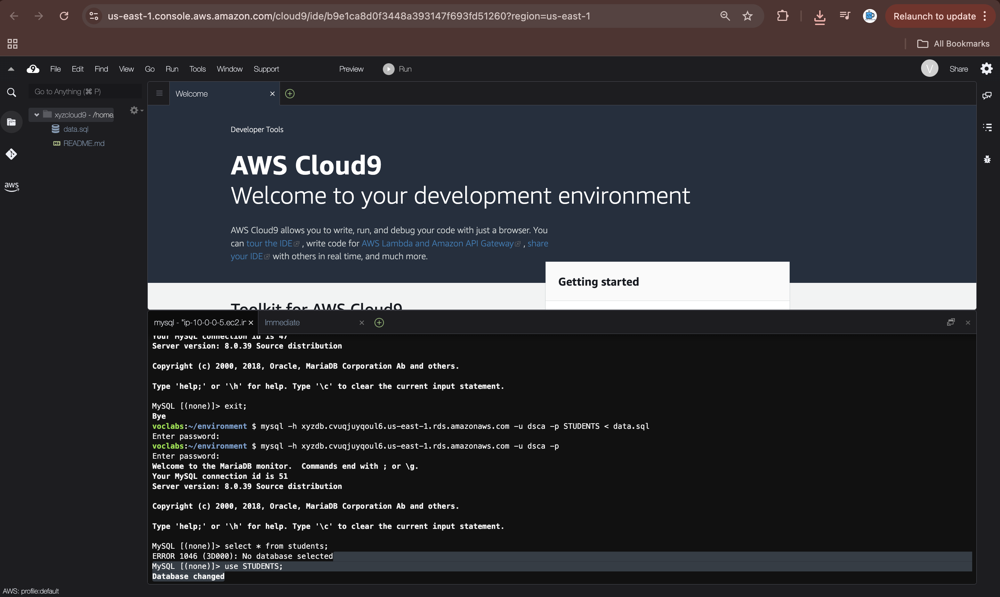 us-east-1.console.aws.amazon.com/cloud9/ide/b9e1ca8d0f3448a393147f693fd51260?region=us-east-1
Relaunch to update
All Bookmarks
9 File Edit Find View Go Run Tools Window Support Preview Run V Share
Go to Anything (⌘ P)
xyzcloud9 - /home/
data.sql
README.md
aws
Welcome
Developer Tools
AWS Cloud9
Welcome to your development environment
AWS Cloud9 allows you to write, run, and debug your code with just a browser. You
can tour the IDE , write code for AWS Lambda and Amazon API Gateway , share
your IDE with others in real time, and much more.
Getting started
Toolkit for AWS Cloud9
mysql - "ip-10-0-0-5.ec2.ir
Immediate
Your MySQL connection id is 47
Server version: 8.0.39 Source distribution
Copyright (c) 2000, 2018, Oracle, MariaDB Corporation Ab and others.
Type 'help;' or '\h' for help. Type '\c' to clear the current input statement.
MySQL [(none)]> exit;
Bye
voclabs:~/environment $ mysql -h xyzdb.cvuqjuyqoul6.us-east-1.rds.amazonaws.com -u dsca -p STUDENTS < data.sql
Enter password:
voclabs:~/environment $ mysql -h xyzdb.cvuqjuyqoul6.us-east-1.rds.amazonaws.com -u dsca -p
Enter password:
Welcome to the MariaDB monitor.  Commands end with ; or \g.
Your MySQL connection id is 51
Server version: 8.0.39 Source distribution
Copyright (c) 2000, 2018, Oracle, MariaDB Corporation Ab and others.
Type 'help;' or '\h' for help. Type '\c' to clear the current input statement.
MySQL [(none)]> select * from students;
ERROR 1046 (3D000): No database selected
MySQL [(none)]> use STUDENTS;
Database changed
AWS: profile:default